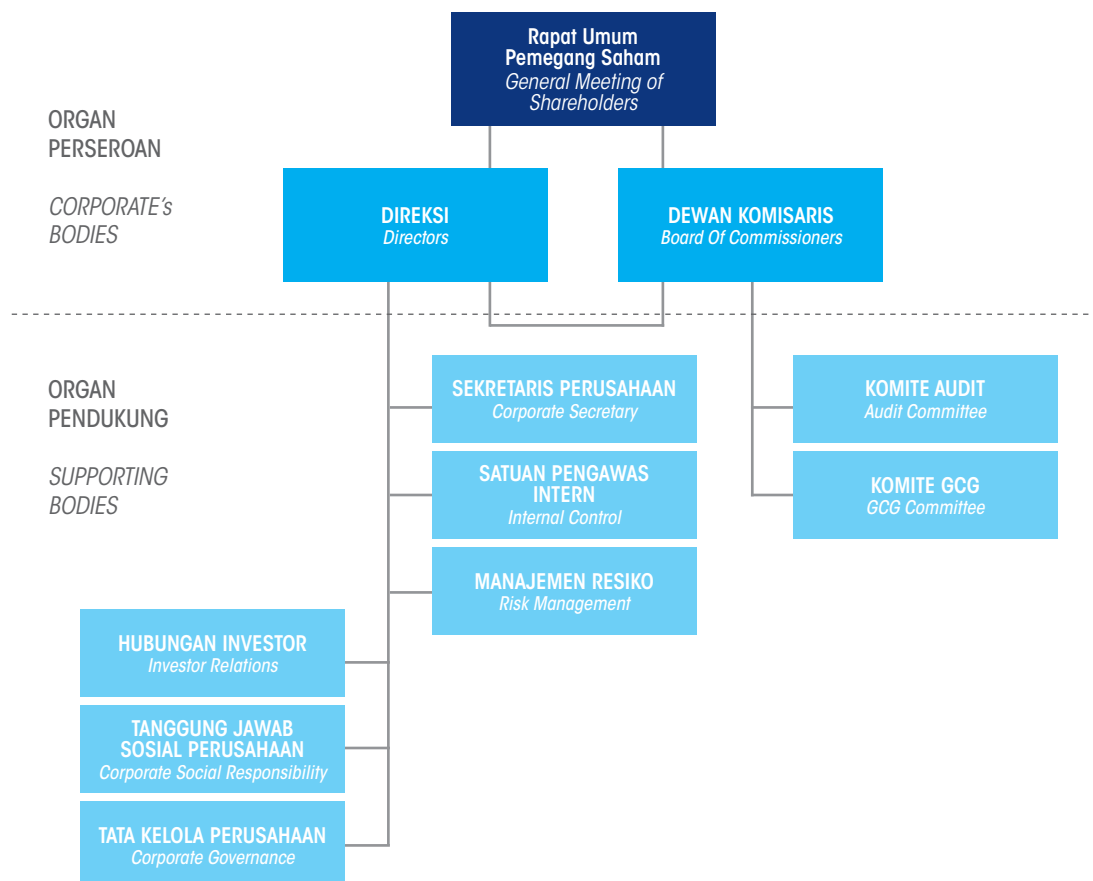 Rapat Umum
Pemegang Saham
General Meeting of
Shareholders
ORGAN
PERSEROAN
CORPORATE's
BODIES
DIREKSI
Directors
DEWAN KOMISARIS
Board Of Commissioners
ORGAN
PENDUKUNG
SUPPORTING
BODIES
SEKRETARIS PERUSAHAAN
Corporate Secretary
KOMITE AUDIT
Audit Committee
SATUAN PENGAWAS
INTERN
Internal Control
KOMITE GCG
GCG Committee
MANAJEMEN RESIKO
Risk Management
HUBUNGAN INVESTOR
Investor Relations
TANGGUNG JAWAB
SOSIAL PERUSAHAAN
Corporate Social Responsibility
TATA KELOLA PERUSAHAAN
Corporate Governance